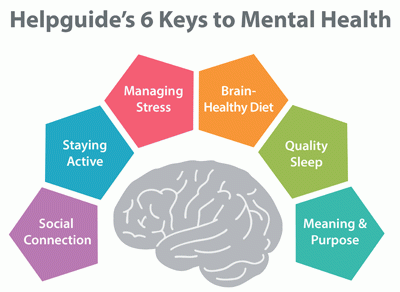 Helpguide's 6 Keys to Mental Health
Social
Connection
Staying
Active
Managing
Stress
Brain-
Healthy Diet
Quality
Sleep
Meaning &
Purpose